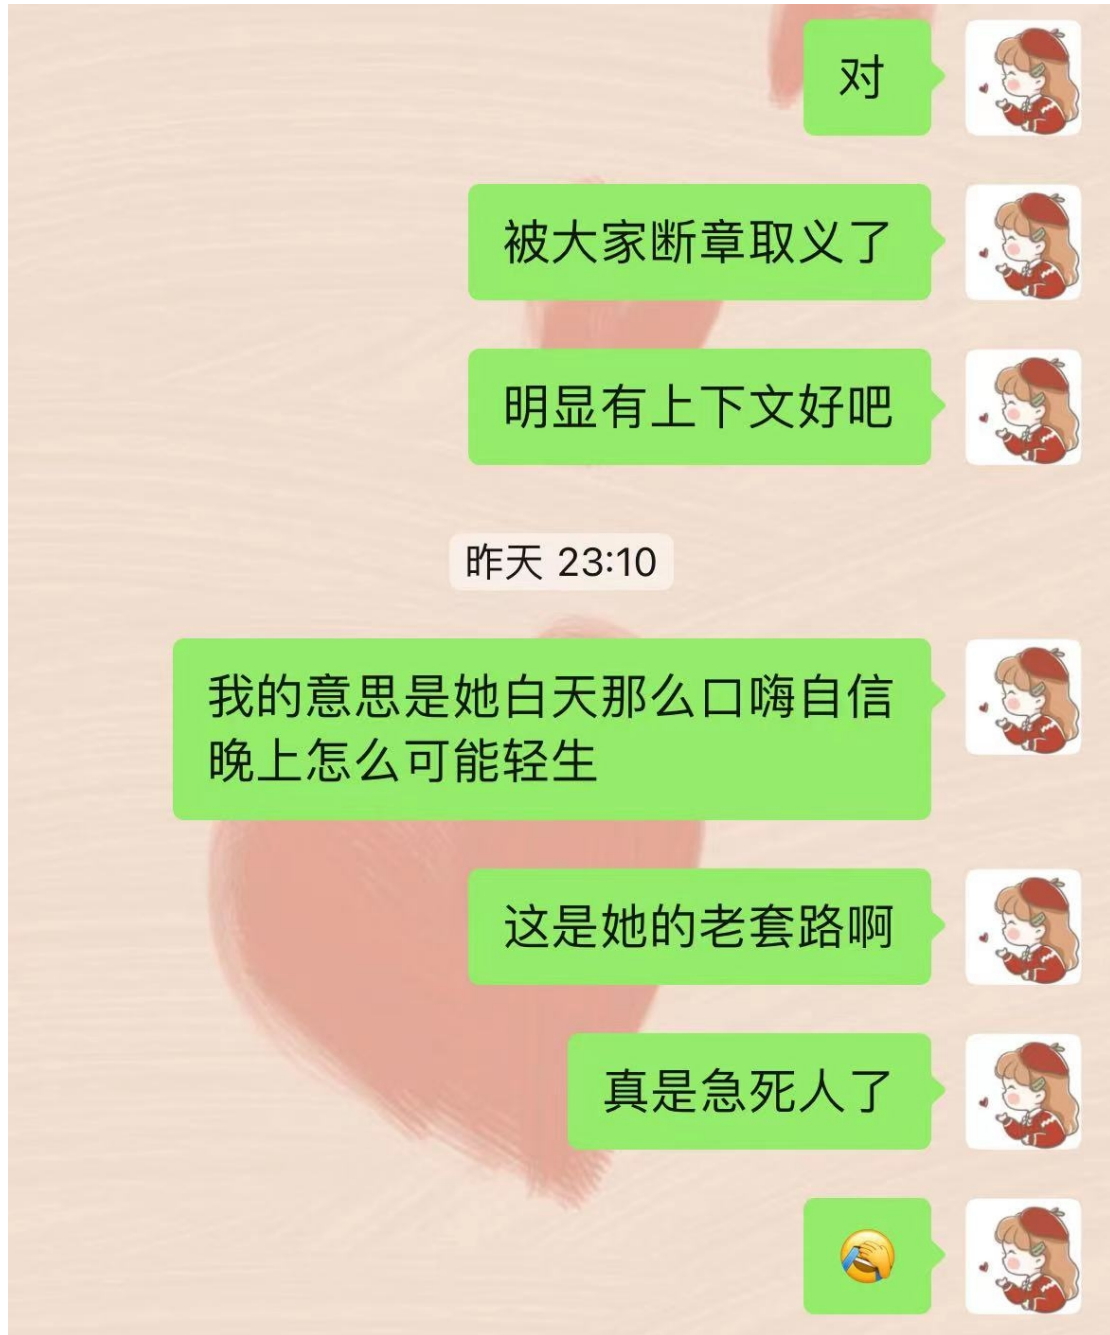 对
被大家断章取义了
明显有上下文好吧
昨天 23:10
我的意思是她白天那么口嗨自信
晚上怎么可能轻生
这是她的老套路啊
真是急死人了